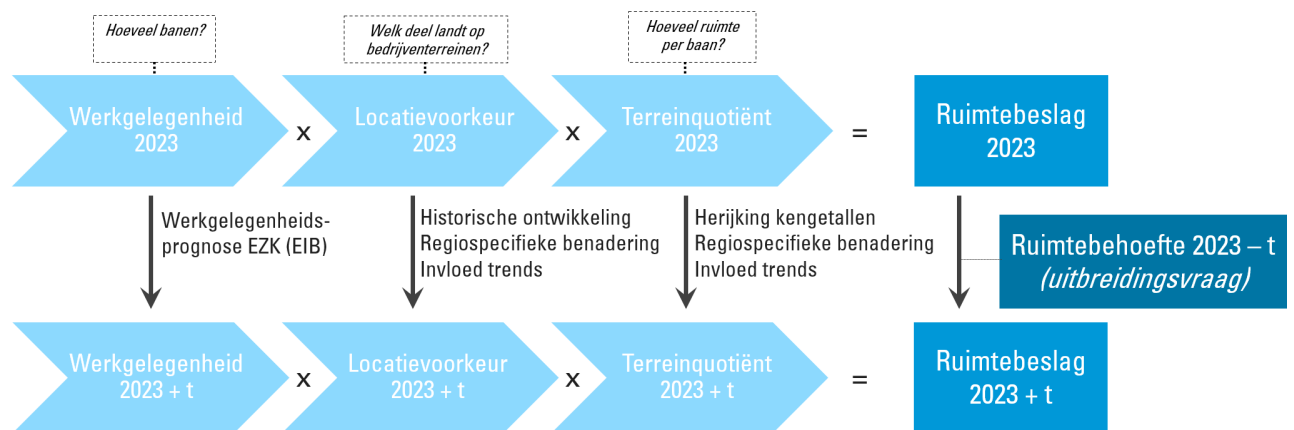 Hoeveel banen?
Welk deel landt op
bedrijventerreinen?
Hoeveel ruimte
per baan?
Werkgelegenheid
2023
x
Locatievoorkeur
2023
x
Terreinquotiënt
2023
=
Ruimtebeslag
2023
Werkgelegenheids-
prognose EZK (EIB)
Historische ontwikkeling
Regiospecifieke benadering
Invloed trends
Herijking kengetallen
Regiospecifieke benadering
Invloed trends
Ruimtebehoefte 2023 – t
(uitbreidingsvraag)
Werkgelegenheid
2023 + t
x
Locatievoorkeur
2023 + t
x
Terreinquotiënt
2023 + t
=
Ruimtebeslag
2023 + t